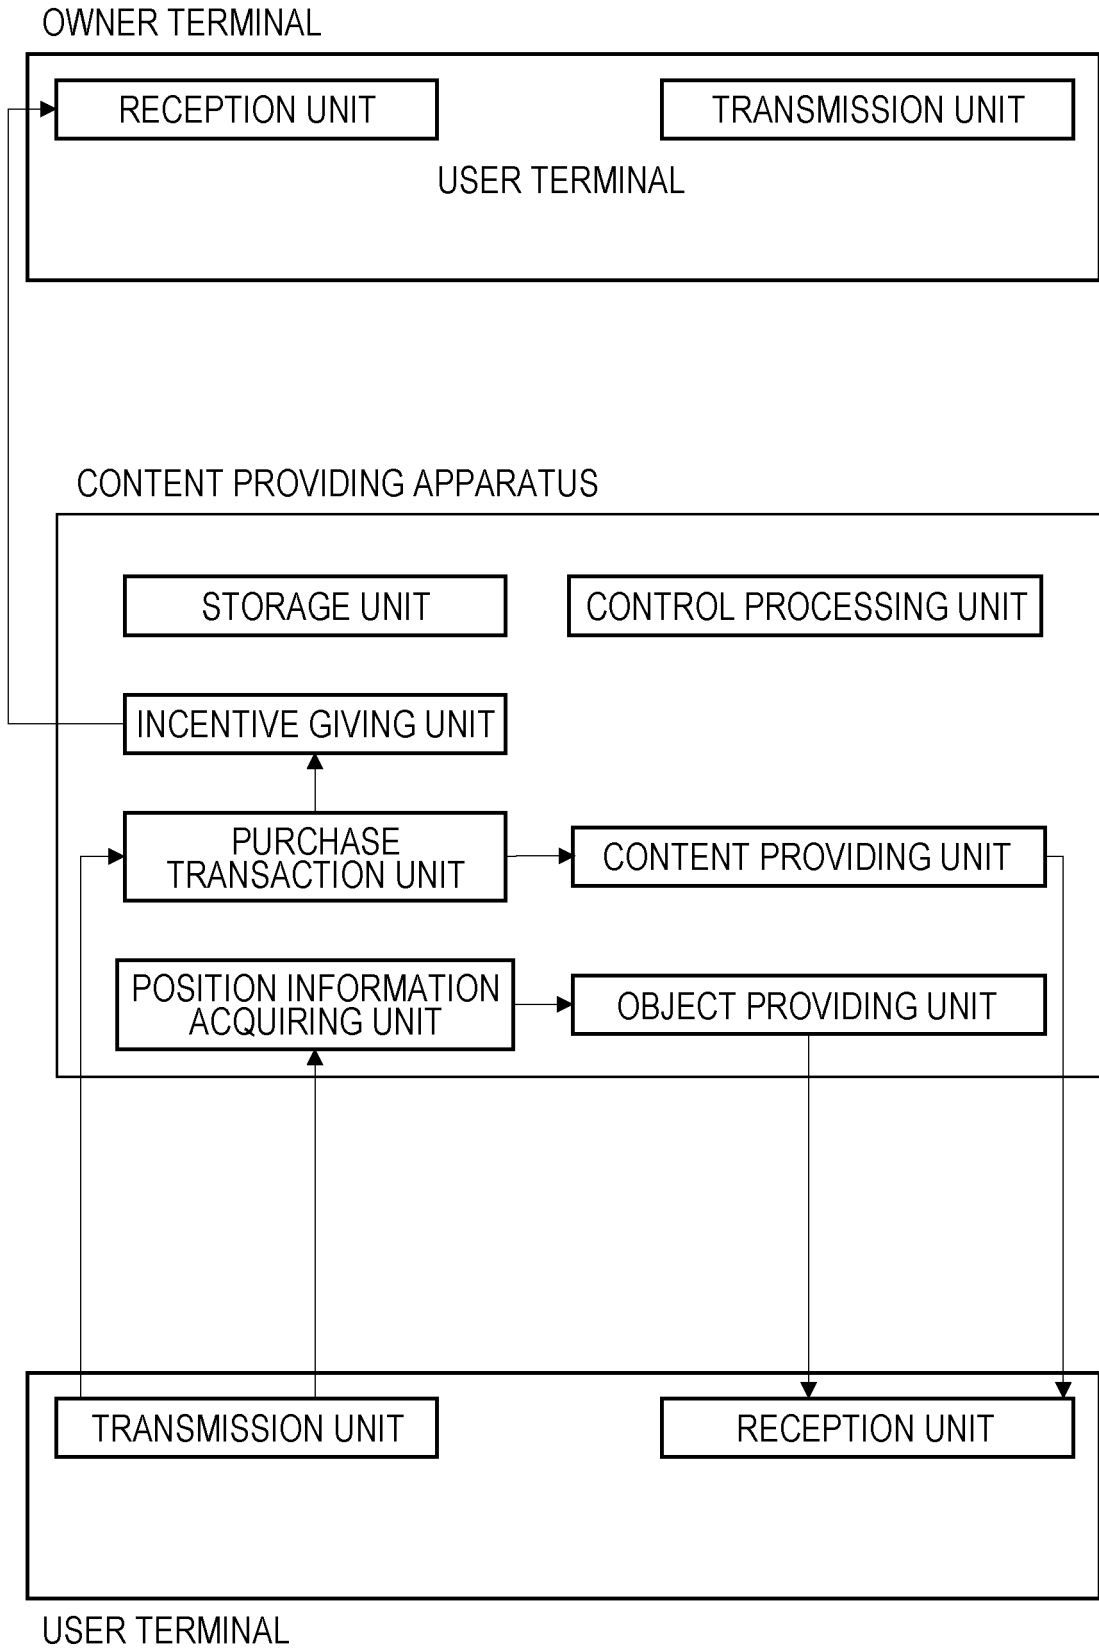 OWNER TERMINAL
RECEPTION UNIT
TRANSMISSION UNIT
USER TERMINAL
CONTENT PROVIDING APPARATUS
STORAGE UNIT
CONTROL PROCESSING UNIT
INCENTIVE GIVING UNIT
PURCHASE
TRANSACTION UNIT
CONTENT PROVIDING UNIT
POSITION INFORMATION
ACQUIRING UNIT
OBJECT PROVIDING UNIT
TRANSMISSION UNIT
RECEPTION UNIT
USER TERMINAL